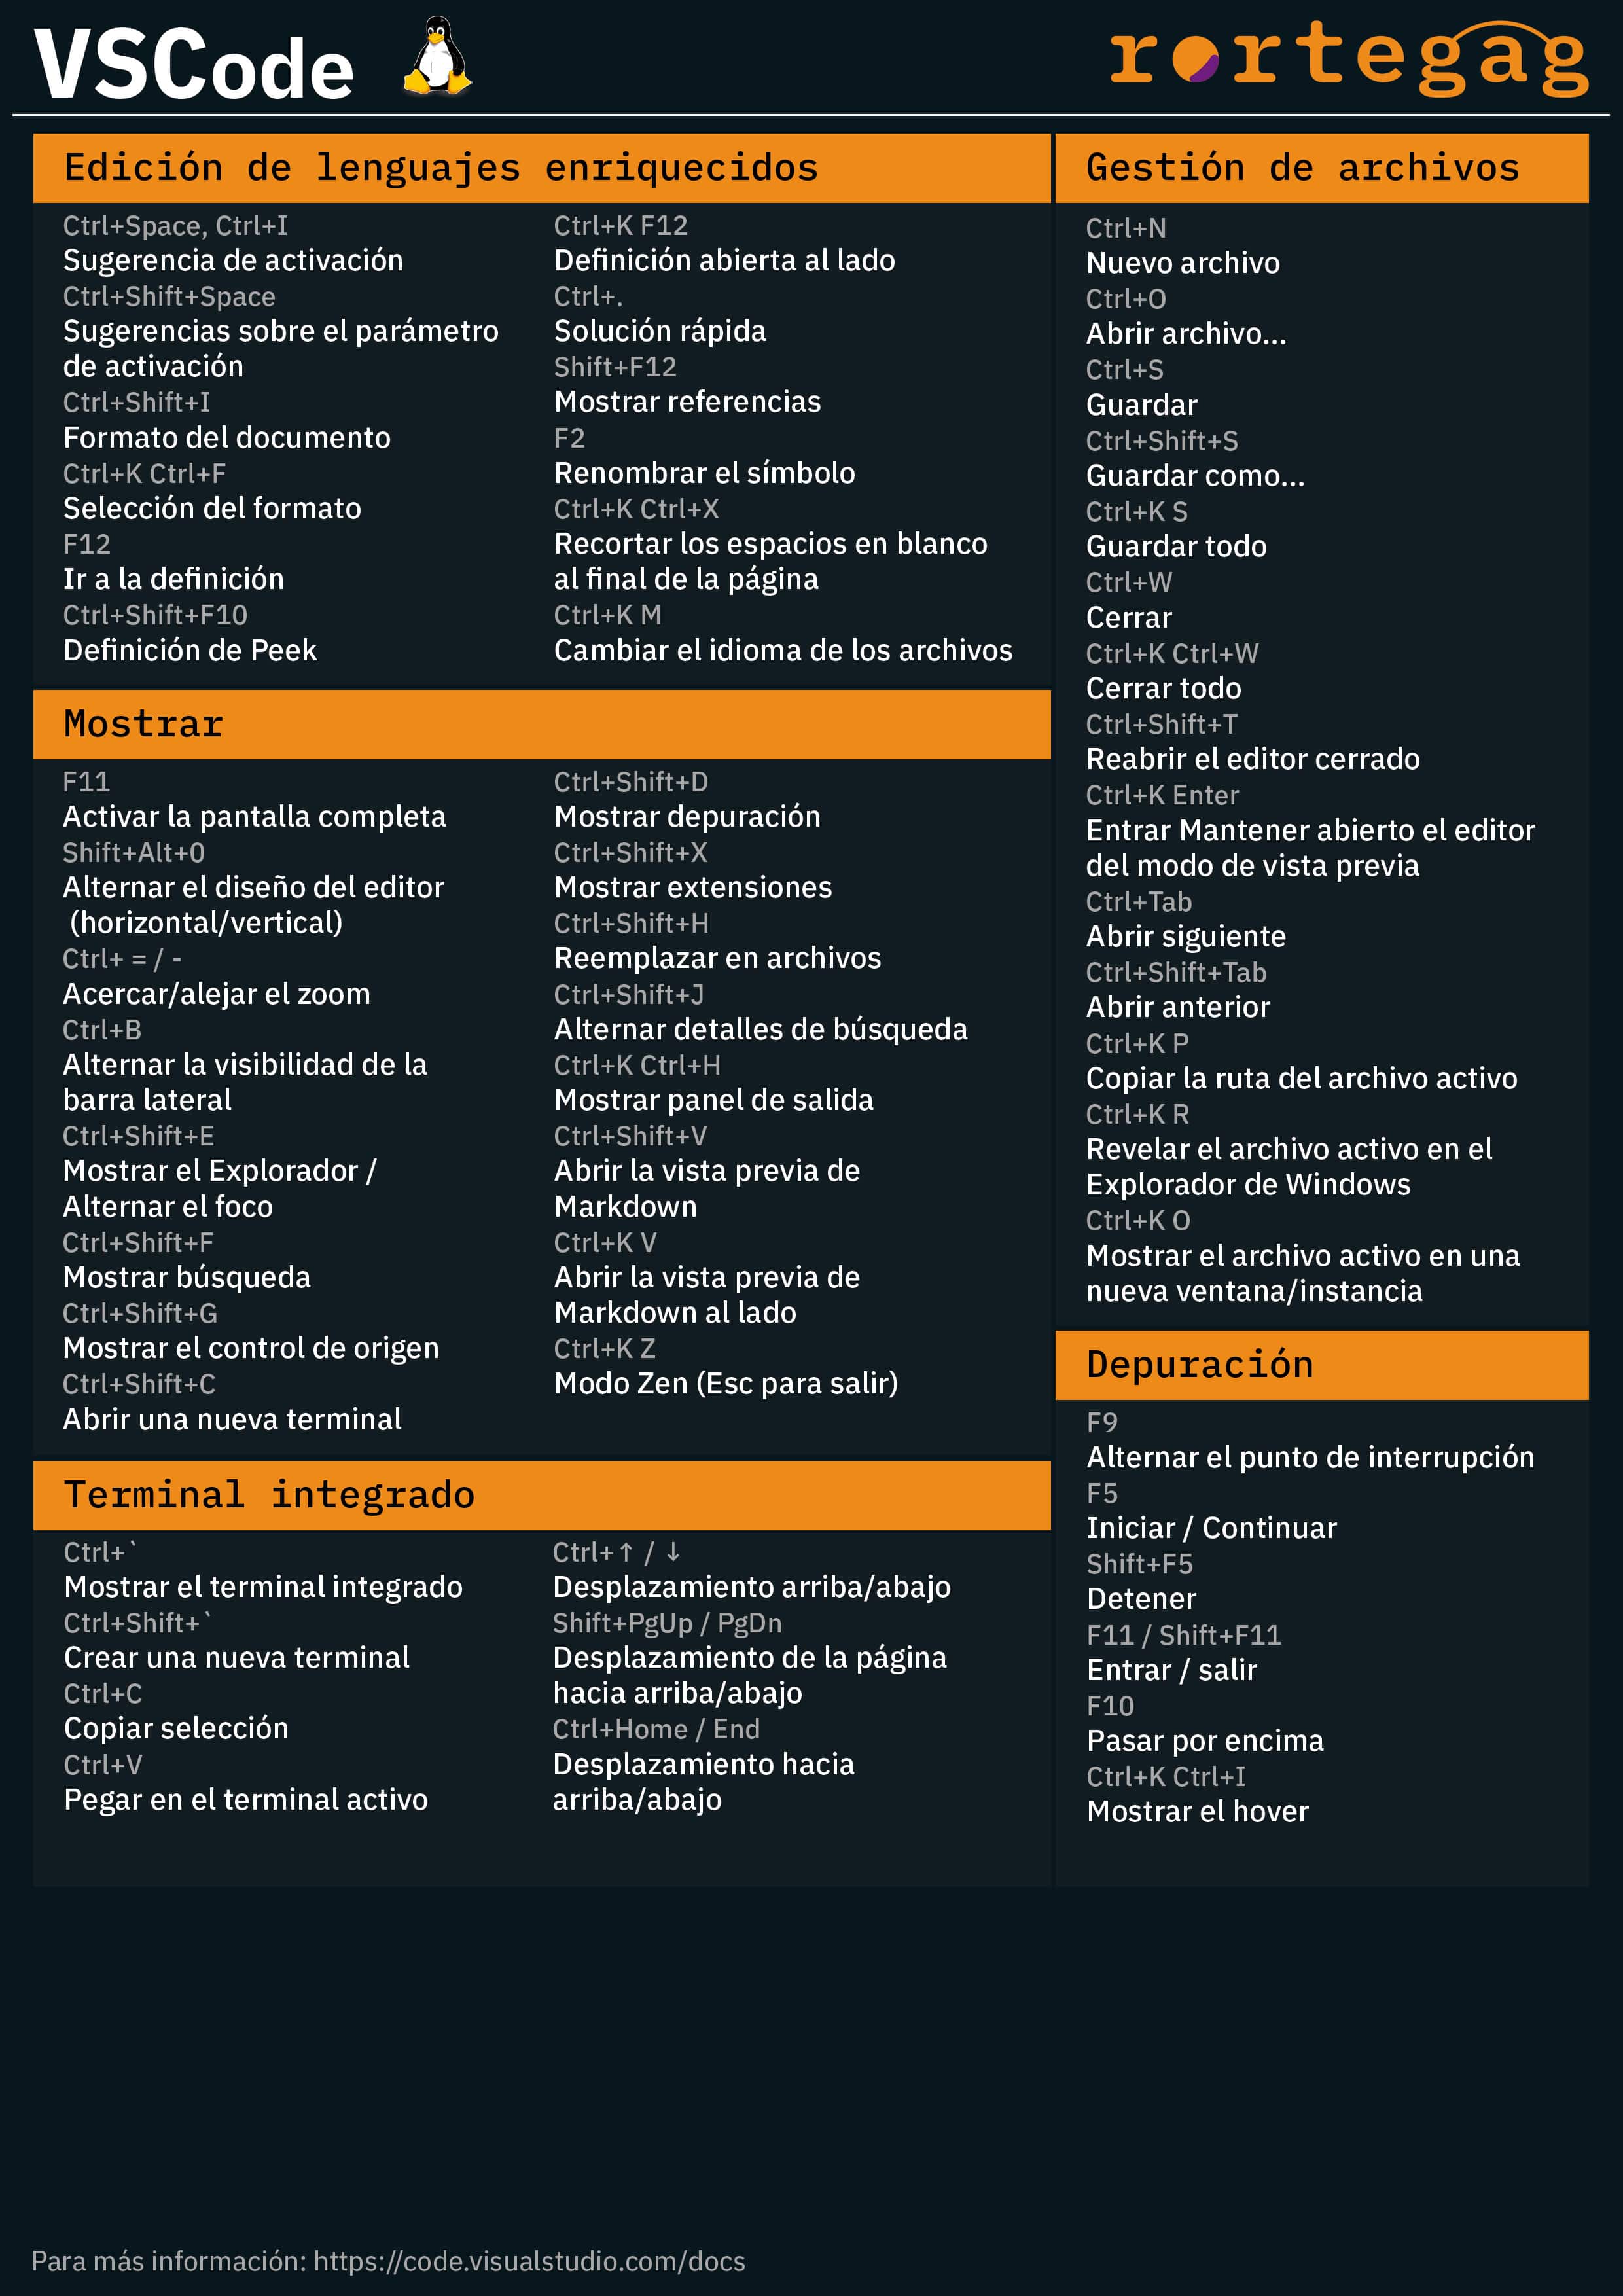 VSCode
rortegag
Edición de lenguajes enriquecidos
Ctrl+Space, Ctrl+I
Sugerencia de activación
Ctrl+Shift+Space
Sugerencias sobre el parámetro
de activación
Ctrl+Shift+I
Formato del documento
Ctrl+K Ctrl+F
Selección del formato
F12
Ir a la definición
Ctrl+Shift+F10
Definición de Peek
Ctrl+K F12
Definición abierta al lado
Ctrl+.
Solución rápida
Shift+F12
Mostrar referencias
F2
Renombrar el símbolo
Ctrl+K Ctrl+X
Recortar los espacios en blanco
al final de la página
Ctrl+K M
Cambiar el idioma de los archivos
Mostrar
F11
Activar la pantalla completa
Shift+Alt+0
Alternar el diseño del editor
(horizontal/vertical)
Ctrl+ = / -
Acercar/alejar el zoom
Ctrl+B
Alternar la visibilidad de la
barra lateral
Ctrl+Shift+E
Mostrar el Explorador /
Alternar el foco
Ctrl+Shift+F
Mostrar búsqueda
Ctrl+Shift+G
Mostrar el control de origen
Ctrl+Shift+C
Abrir una nueva terminal
Ctrl+Shift+D
Mostrar depuración
Ctrl+Shift+X
Mostrar extensiones
Ctrl+Shift+H
Reemplazar en archivos
Ctrl+Shift+J
Alternar detalles de búsqueda
Ctrl+K Ctrl+H
Mostrar panel de salida
Ctrl+Shift+V
Abrir la vista previa de
Markdown
Ctrl+K V
Abrir la vista previa de
Markdown al lado
Ctrl+K Z
Modo Zen (Esc para salir)
Terminal integrado
Ctrl+`
Mostrar el terminal integrado
Ctrl+Shift+`
Crear una nueva terminal
Ctrl+C
Copiar selección
Ctrl+V
Pegar en el terminal activo
Ctrl+↑ / ↓
Desplazamiento arriba/abajo
Shift+PgUp / PgDn
Desplazamiento de la página
hacia arriba/abajo
Ctrl+Home / End
Desplazamiento hacia
arriba/abajo
Gestión de archivos
Ctrl+N
Nuevo archivo
Ctrl+O
Abrir archivo...
Ctrl+S
Guardar
Ctrl+Shift+S
Guardar como...
Ctrl+K S
Guardar todo
Ctrl+W
Cerrar
Ctrl+K Ctrl+W
Cerrar todo
Ctrl+Shift+T
Reabrir el editor cerrado
Ctrl+K Enter
Entrar Mantener abierto el editor
del modo de vista previa
Ctrl+Tab
Abrir siguiente
Ctrl+Shift+Tab
Abrir anterior
Ctrl+K P
Copiar la ruta del archivo activo
Ctrl+K R
Revelar el archivo activo en el
Explorador de Windows
Ctrl+K O
Mostrar el archivo activo en una
nueva ventana/instancia
Depuración
F9
Alternar el punto de interrupción
F5
Iniciar / Continuar
Shift+F5
Detener
F11 / Shift+F11
Entrar / salir
F10
Pasar por encima
Ctrl+K Ctrl+I
Mostrar el hover
Para más información: https://code.visualstudio.com/docs